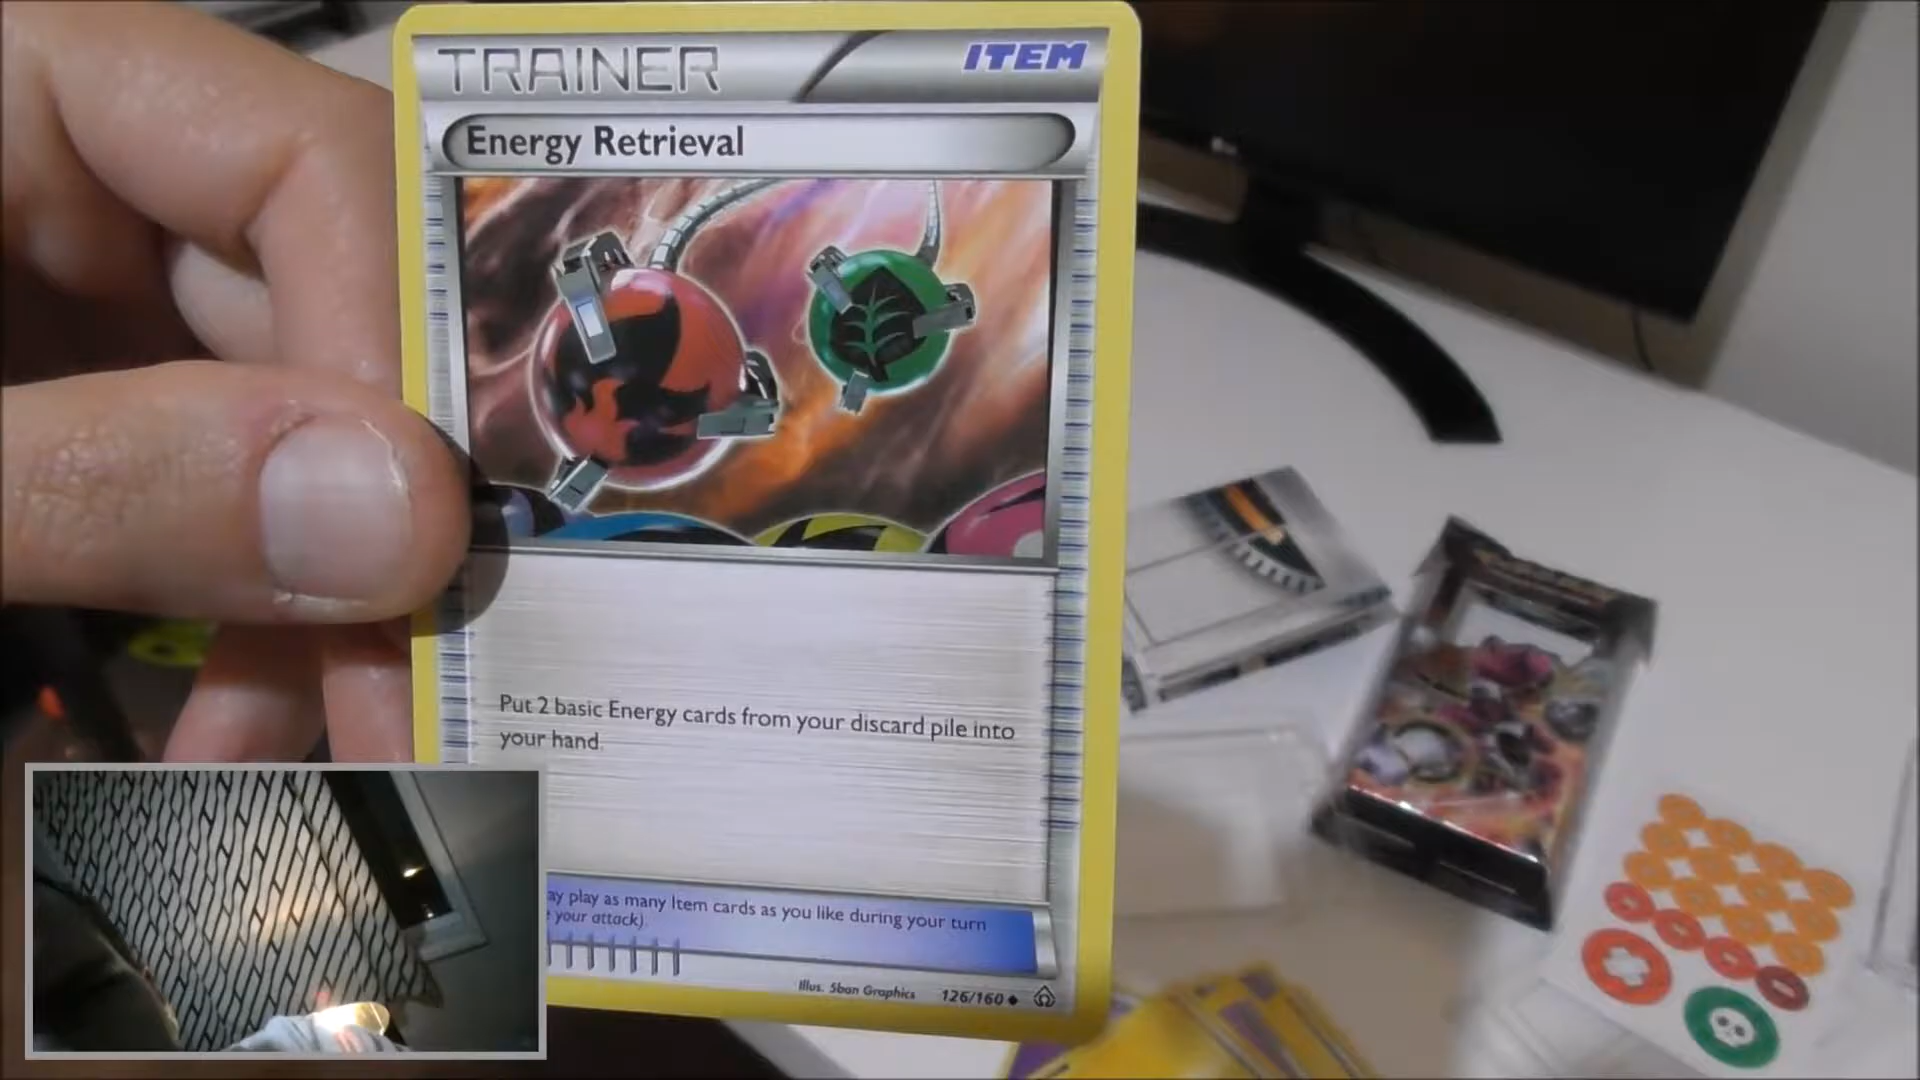 TRAINER
ITEM
Energy Retrieval
Put 2 basic Energy cards from your discard pile into
your hand.
ay play as many Item cards as you like during your turn
e your attack).
Illus. 5ban Graphics
126/160